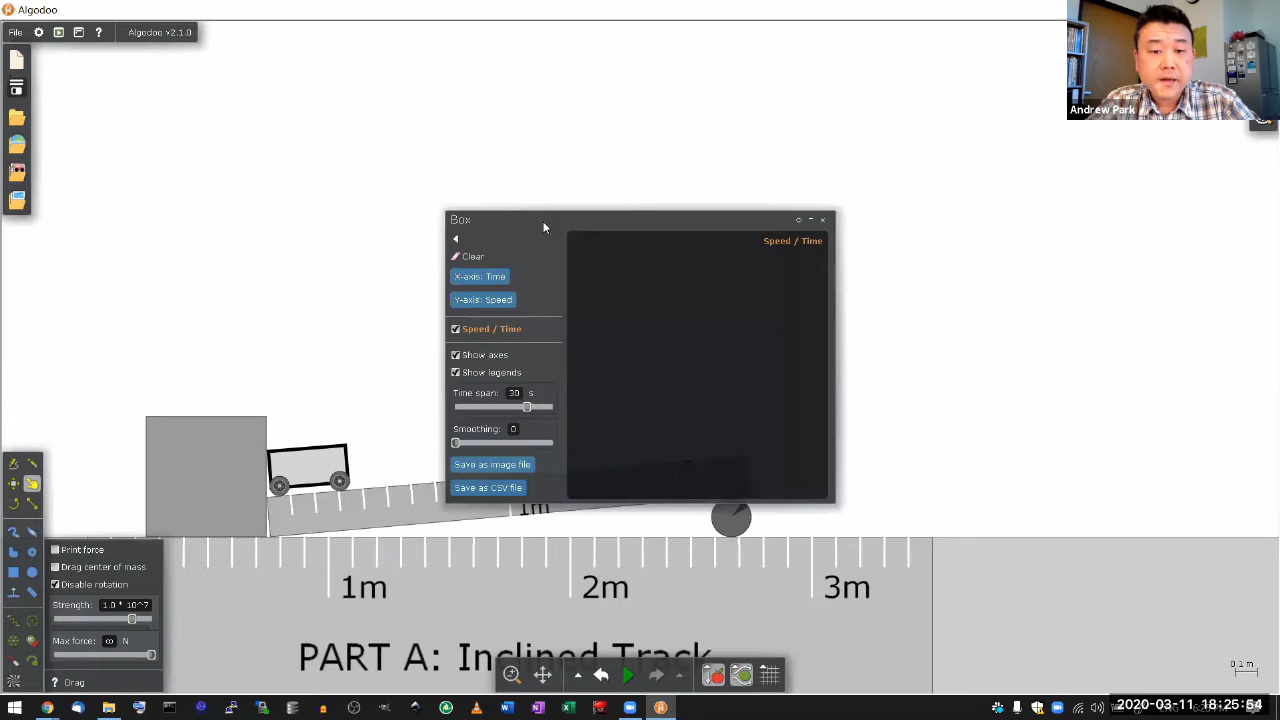 Algodoo
File
Algodoo v2.1.0
Andrew Park
Box
Clear
X-axis: Time
Y-axis: Speed
Speed / Time
Speed / Time
Show axes
Show legends
Time span: 30 s
Smoothing: 0
Save as image file
Save as CSV file
1m
Print force
Drag center of mass
Disable rotation
Strength: 1.0 * 10^7
Max force: ∞ N
? Drag
1m
2m
3m
PART A: Inclined Track
0.1 m
2020-03-11 18:25:54